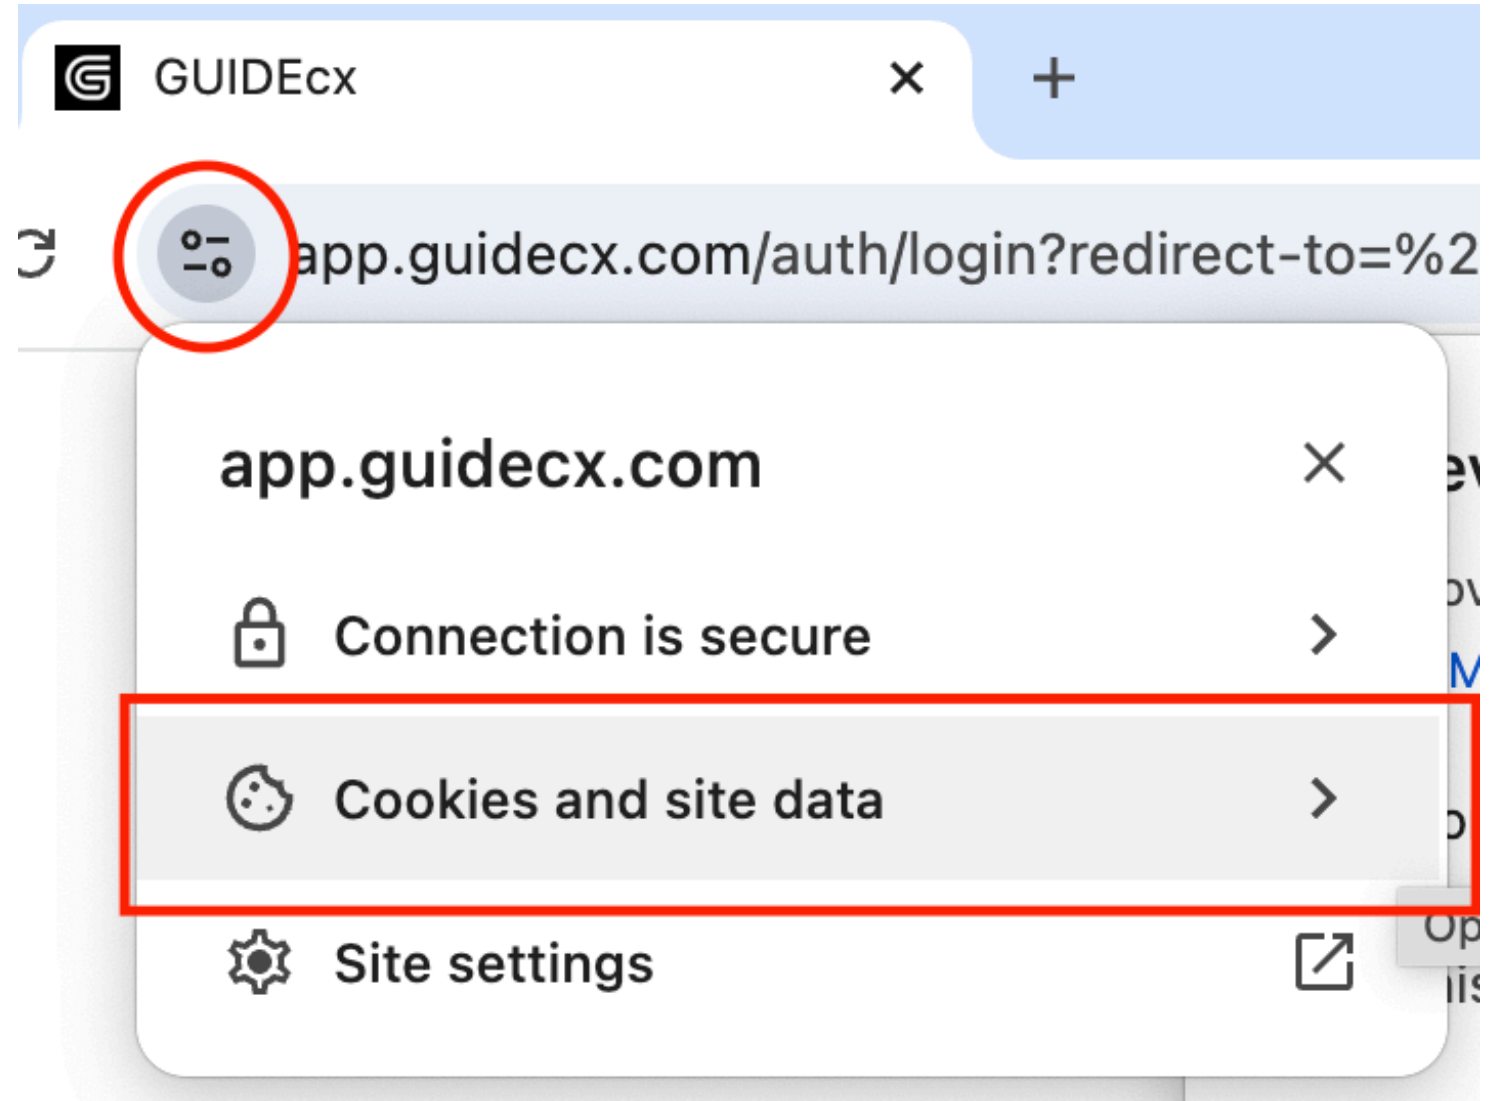 GUIDEcx
app.guidecx.com/auth/login?redirect-to=%2
app.guidecx.com
Connection is secure
Cookies and site data
Site settings